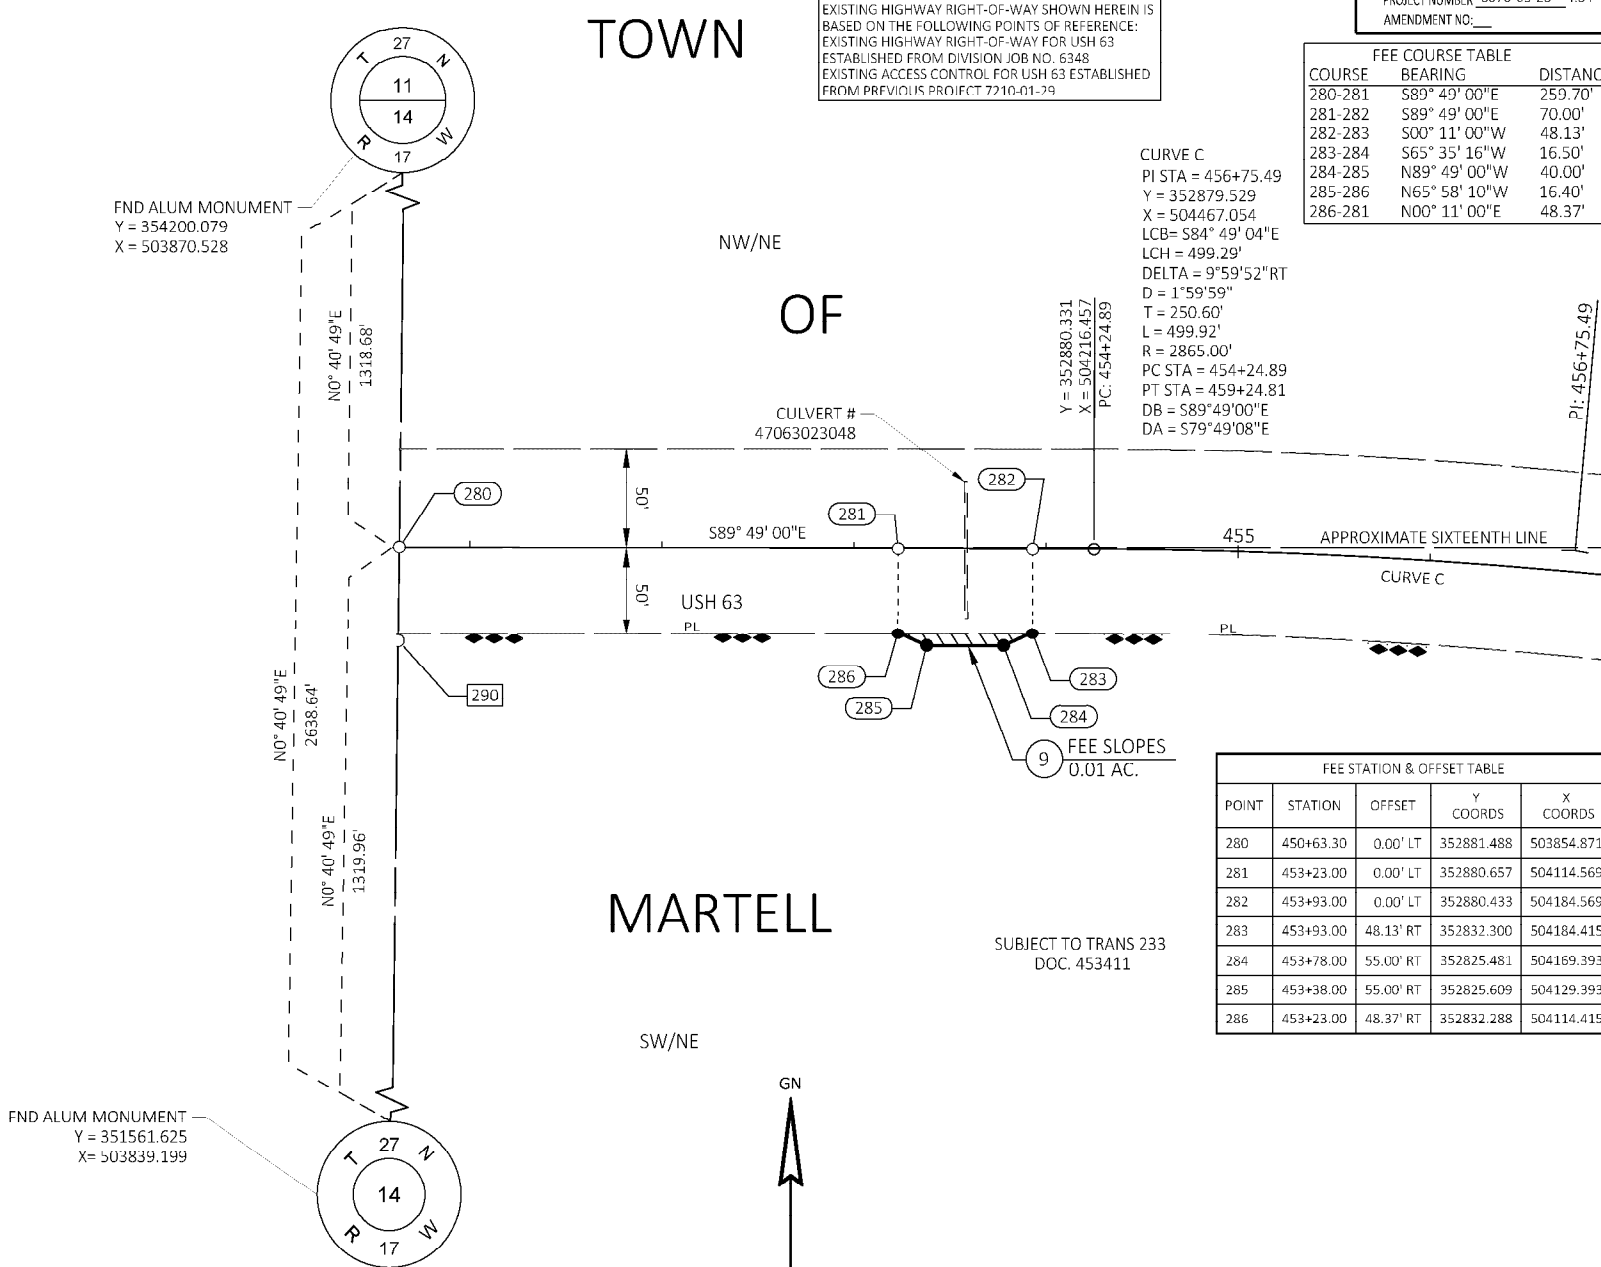 TOWN
EXISTING HIGHWAY RIGHT-OF-WAY SHOWN HEREIN IS
BASED ON THE FOLLOWING POINTS OF REFERENCE:
EXISTING HIGHWAY RIGHT-OF-WAY FOR USH 63
ESTABLISHED FROM DIVISION JOB NO. 6348
EXISTING ACCESS CONTROL FOR USH 63 ESTABLISHED
FROM PREVIOUS PROJECT 7210-01-29
PROJECT NUMBER
AMENDMENT NO:
FEE COURSE TABLE
COURSE BEARING DISTANC
280-281 S89° 49' 00"E 259.70'
281-282 S89° 49' 00"E 70.00'
282-283 S00° 11' 00"W 48.13'
283-284 S65° 35' 16"W 16.50'
284-285 N89° 49' 00"W 40.00'
285-286 N65° 58' 10"W 16.40'
286-281 N00° 11' 00"E 48.37'
27
T N
11
14
R W
17
FND ALUM MONUMENT
Y = 354200.079
X = 503870.528
NW/NE
OF
CURVE C
PI STA = 456+75.49
Y = 352879.529
X = 504467.054
LCB= S84° 49' 04"E
LCH = 499.29'
DELTA = 9°59'52"RT
D = 1°59'59"
T = 250.60'
L = 499.92'
R = 2865.00'
PC STA = 454+24.89
PT STA = 459+24.81
DB = S89°49'00"E
DA = S79°49'08"E
Y = 352880.331
X = 504216.457
PC: 454+24.89
PI: 456+75.49
N0° 40' 49"E
1318.68'
CULVERT #
47063023048
280
50'
281
282
S89° 49' 00"E
455
APPROXIMATE SIXTEENTH LINE
CURVE C
50'
USH 63
PL
PL
290
286
285
283
284
9
FEE SLOPES
0.01 AC.
N0° 40' 49"E
2638.64'
N0° 40' 49"E
1319.96'
MARTELL
SUBJECT TO TRANS 233
DOC. 453411
FEE STATION & OFFSET TABLE
POINT STATION OFFSET Y COORDS X COORDS
280 450+63.30 0.00' LT 352881.488 503854.871
281 453+23.00 0.00' LT 352880.657 504114.569
282 453+93.00 0.00' LT 352880.433 504184.569
283 453+93.00 48.13' RT 352832.300 504184.415
284 453+78.00 55.00' RT 352825.481 504169.393
285 453+38.00 55.00' RT 352825.609 504129.393
286 453+23.00 48.37' RT 352832.288 504114.415
SW/NE
GN
FND ALUM MONUMENT
Y = 351561.625
X= 503839.199
27
T N
14
R W
17